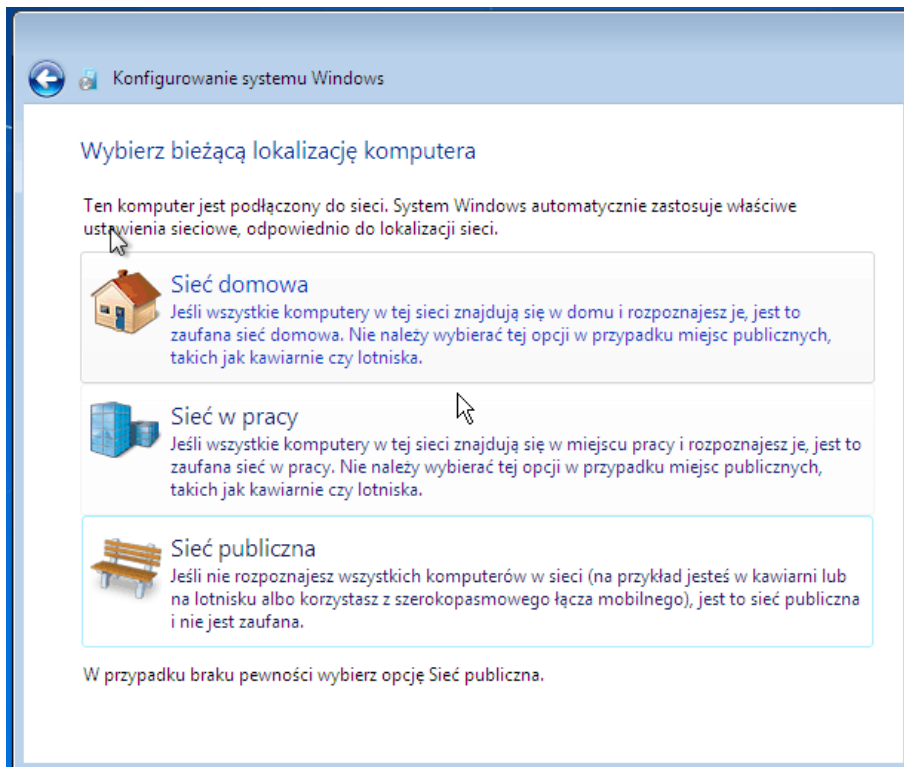 Konfigurowanie systemu Windows
Wybierz bieżącą lokalizację komputera
Ten komputer jest podłączony do sieci. System Windows automatycznie zastosuje właściwe
ustawienia sieciowe, odpowiednio do lokalizacji sieci.
Sieć domowa
Jeśli wszystkie komputery w tej sieci znajdują się w domu i rozpoznajesz je, jest to
zaufana sieć domowa. Nie należy wybierać tej opcji w przypadku miejsc publicznych,
takich jak kawiarnie czy lotniska.
Sieć w pracy
Jeśli wszystkie komputery w tej sieci znajdują się w miejscu pracy i rozpoznajesz je, jest to
zaufana sieć w pracy. Nie należy wybierać tej opcji w przypadku miejsc publicznych,
takich jak kawiarnie czy lotniska.
Sieć publiczna
Jeśli nie rozpoznajesz wszystkich komputerów w sieci (na przykład jesteś w kawiarni lub
na lotnisku albo korzystasz z szerokopasmowego łącza mobilnego), jest to sieć publiczna
i nie jest zaufana.
W przypadku braku pewności wybierz opcję Sieć publiczna.